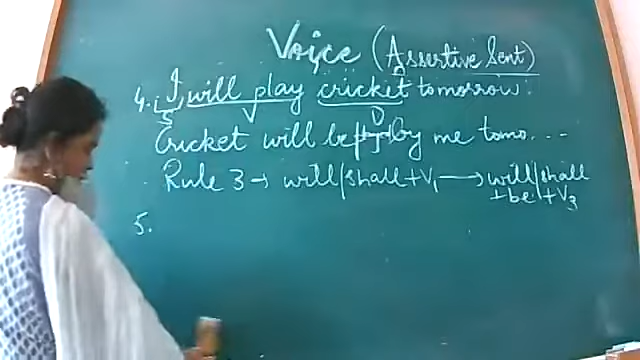 Voice (Assertive Sent)
4. I will play cricket tomorrow.
S V O
Cricket will be by me tomo....
Rule 3 → will/shall + V1 → will/shall
+be + V3
5.